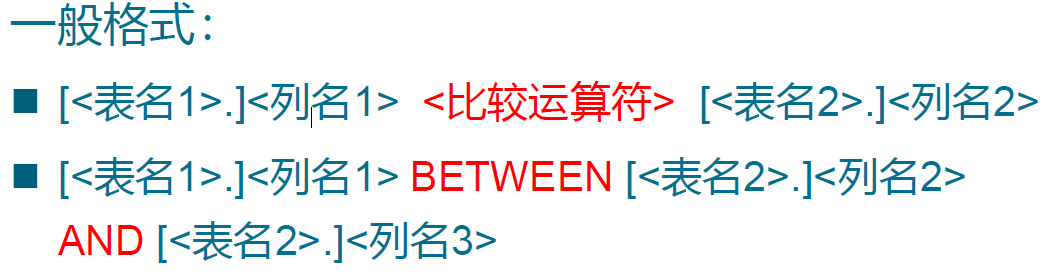 一般格式：
■ [<表名1>.]<列名1> <比较运算符> [<表名2>.]<列名2>
■ [<表名1>.]<列名1> BETWEEN [<表名2>.]<列名2>
AND [<表名2>.]<列名3>